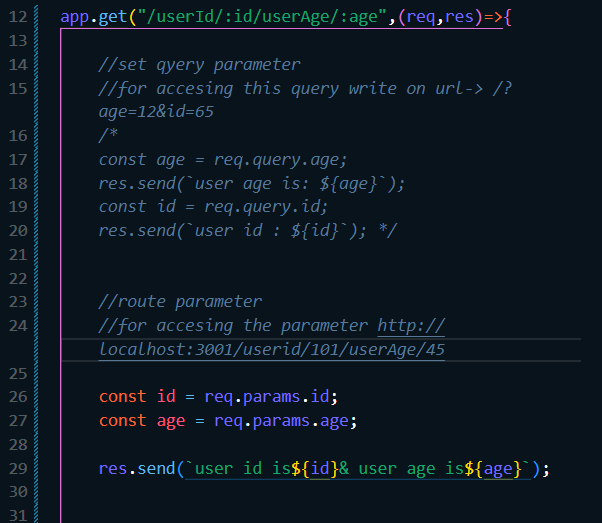 12 app.get("/userId/:id/userAge/:age",(req,res)=>{
13
14 //set qyery parameter
15 //for accesing this query write on url-> /?
age=12&id=65
16 /*
17 const age = req.query.age;
18 res.send(`user age is: ${age}`);
19 const id = req.query.id;
20 res.send(`user id : ${id}`); */
21
22
23 //route parameter
24 //for accesing the parameter http://
localhost:3001/userid/101/userAge/45
25
26 const id = req.params.id;
27 const age = req.params.age;
28
29 res.send(`user id is${id}& user age is${age}`);
30
31